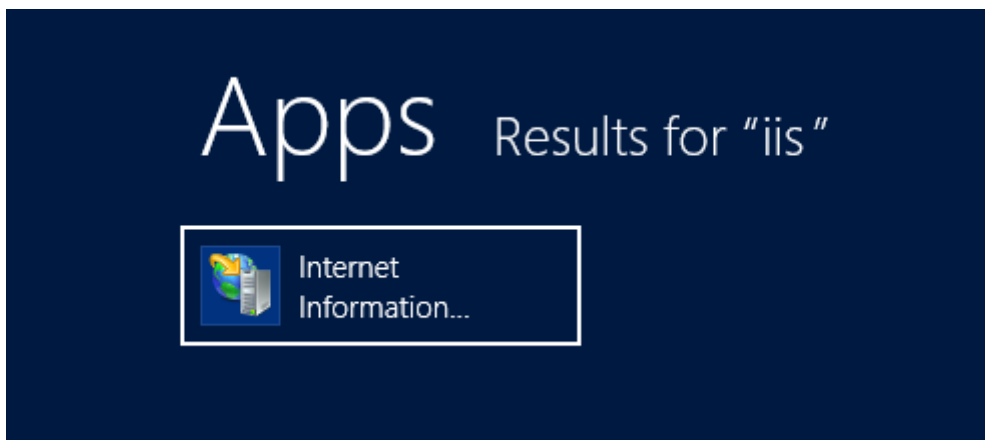 Apps Results for “iis”
Internet
Information...